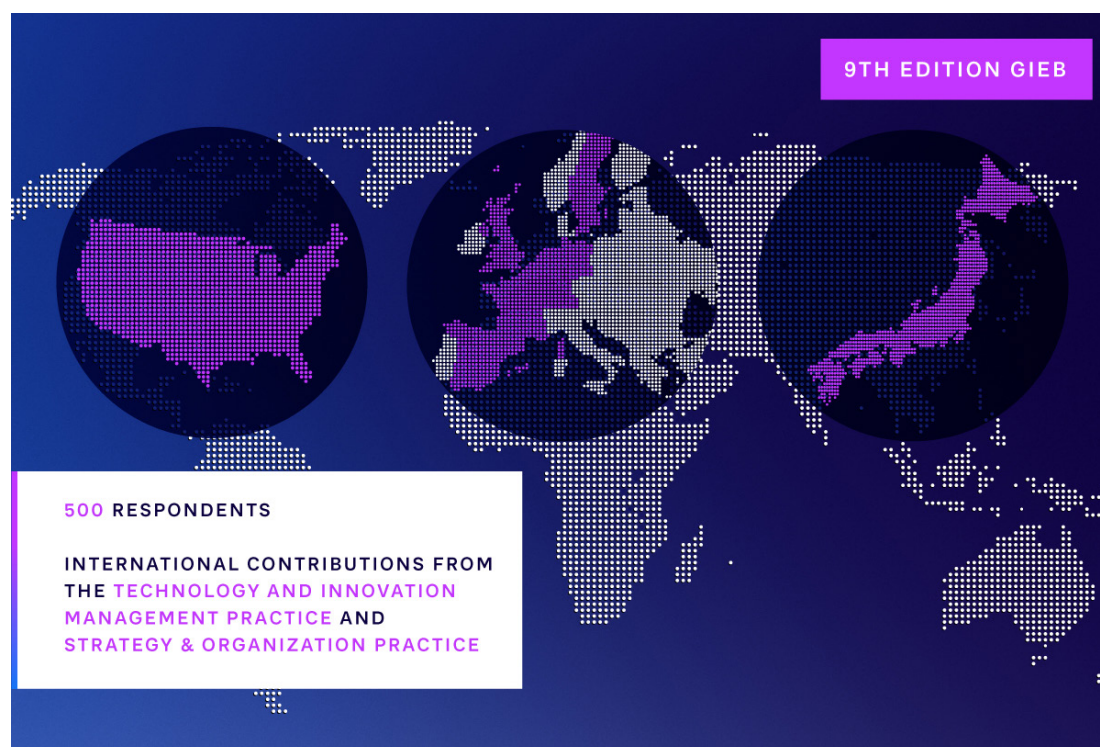 9TH EDITION GIEB
500 RESPONDENTS
INTERNATIONAL CONTRIBUTIONS FROM
THE TECHNOLOGY AND INNOVATION
MANAGEMENT PRACTICE AND
STRATEGY & ORGANIZATION PRACTICE